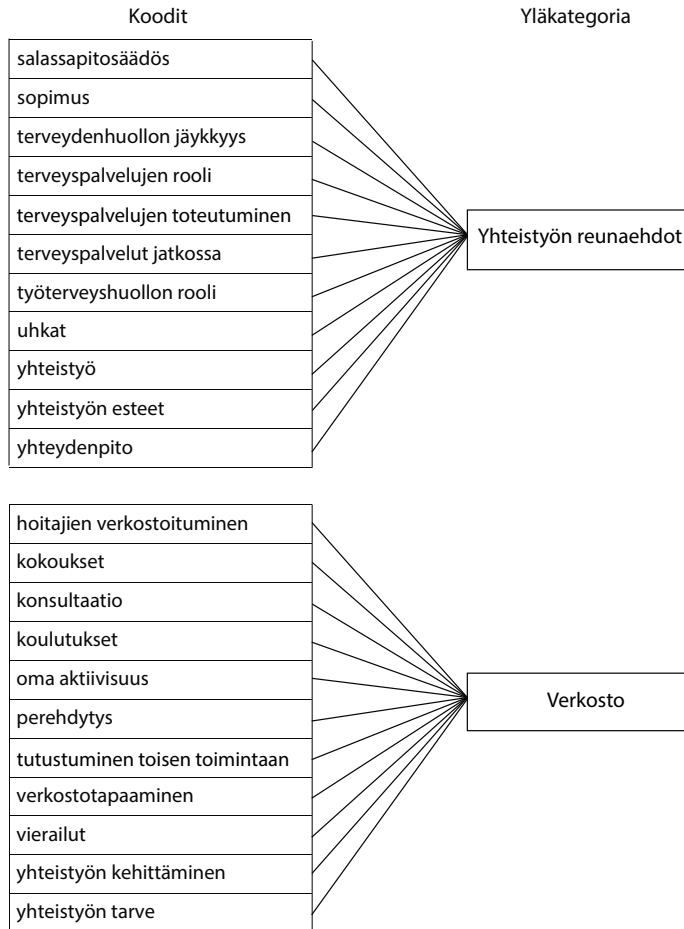 Koodit
Yläkategoria
salassapitosäädös
sopimus
terveydenhuollon jäykkyys
terveyspalvelujen rooli
terveyspalvelujen toteutuminen
terveyspalvelut jatkossa
työterveyshuollon rooli
uhkat
yhteistyö
yhteistyön esteet
yhteydenpito
Yhteistyön reunaehdot
hoitajien verkostoituminen
kokoukset
konsultaatio
koulutukset
oma aktiivisuus
perehdytys
tutustuminen toisen toimintaan
verkostotapaaminen
vierailut
yhteistyön kehittäminen
yhteistyön tarve
Verkosto